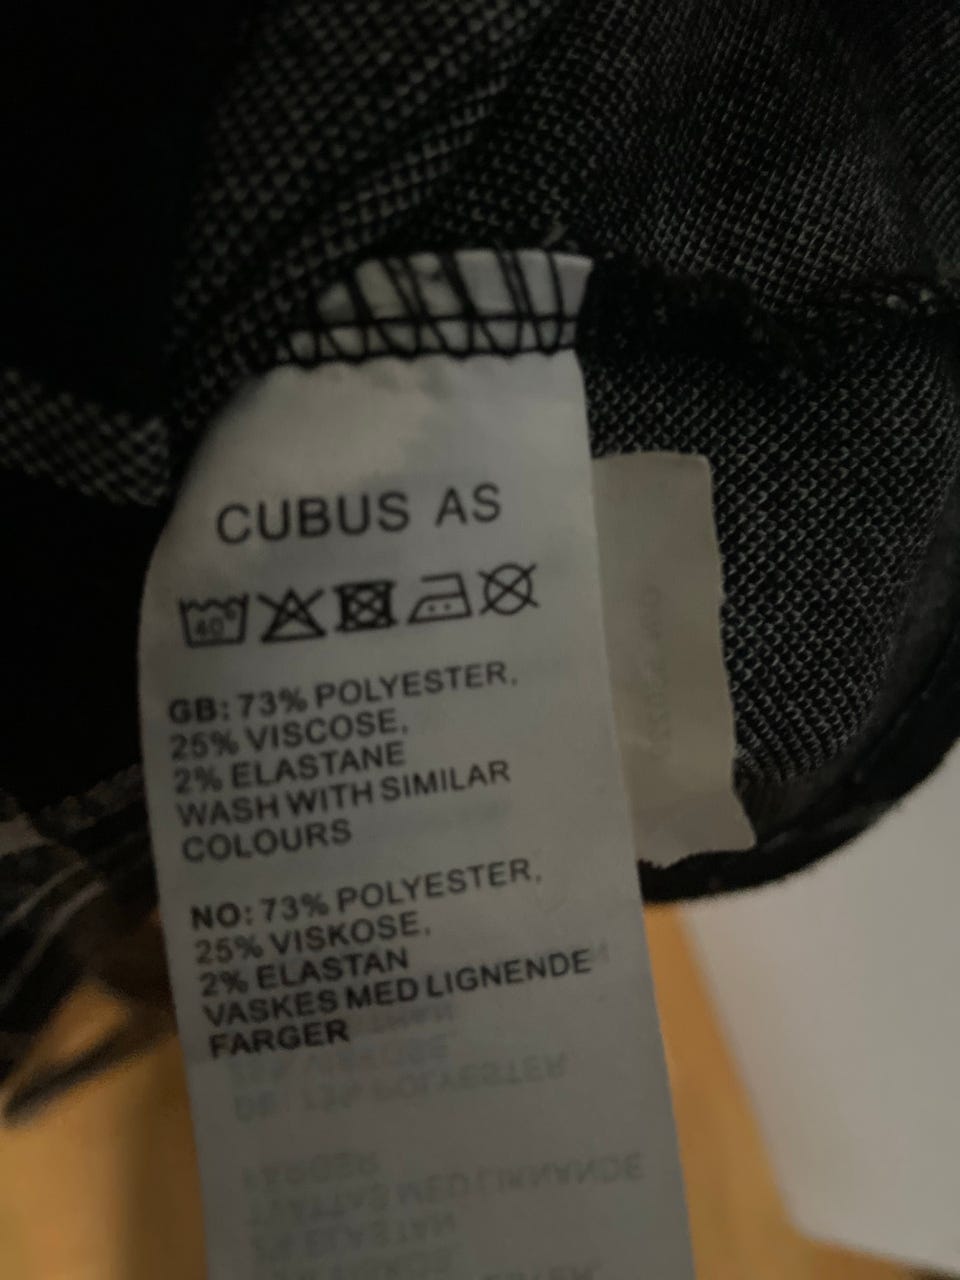 CUBUS AS
40°
GB: 73% POLYESTER,
25% VISCOSE,
2% ELASTANE
WASH WITH SIMILAR
COLOURS
NO: 73% POLYESTER,
25% VISKOSE,
2% ELASTAN
VASKES MED LIGNENDE
FARGER